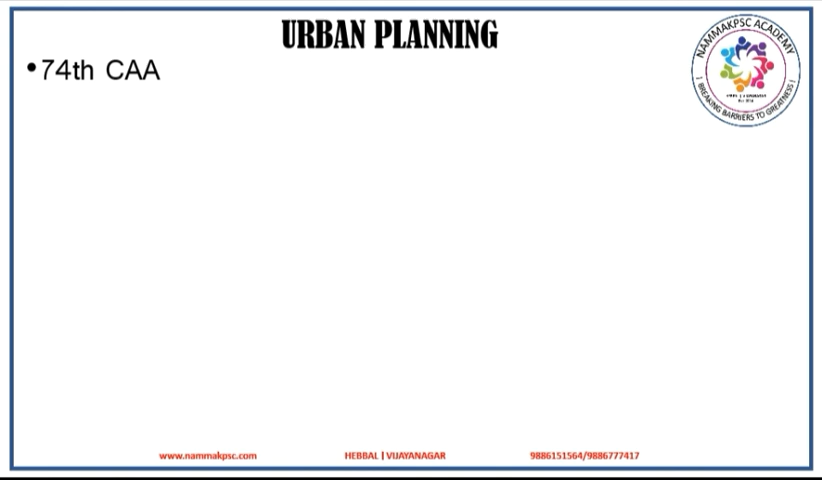 URBAN PLANNING
•74th CAA
NAMMAKPSC ACADEMY
! BREAKING BARRIERS TO GREATNESS !
www.nammakpsc.com
HEBBAL | VIJAYANAGAR
9886151564/9886777417